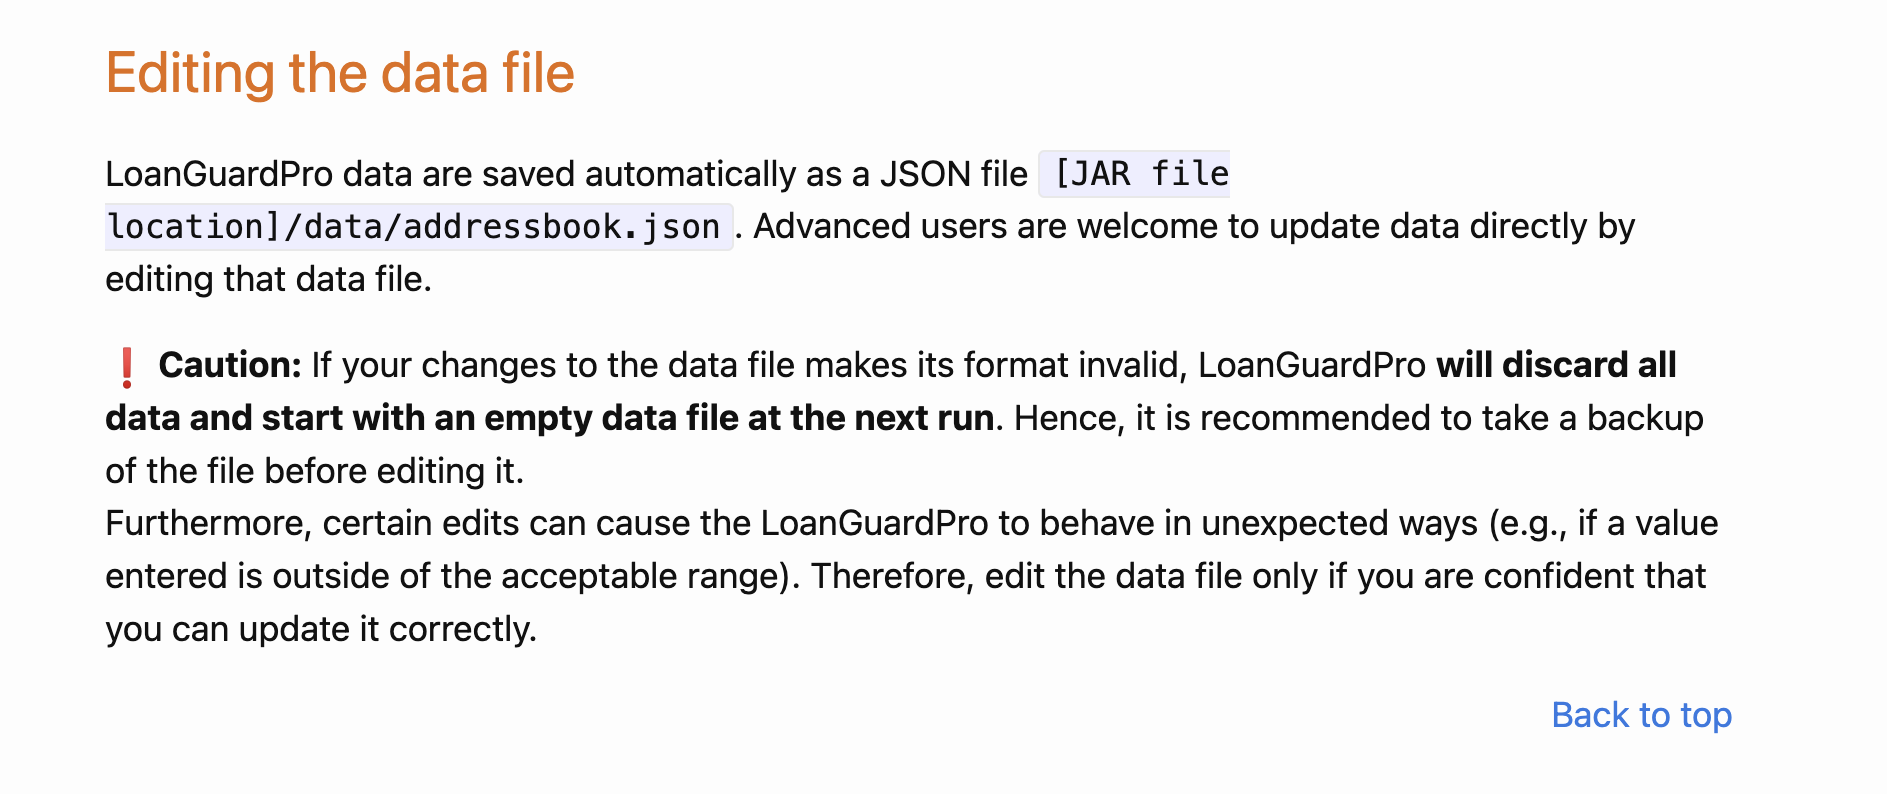 Editing the data file
LoanGuardPro data are saved automatically as a JSON file [JAR file
location]/data/addressbook.json. Advanced users are welcome to update data directly by
editing that data file.
❗ Caution: If your changes to the data file makes its format invalid, LoanGuardPro will discard all
data and start with an empty data file at the next run. Hence, it is recommended to take a backup
of the file before editing it.
Furthermore, certain edits can cause the LoanGuardPro to behave in unexpected ways (e.g., if a value
entered is outside of the acceptable range). Therefore, edit the data file only if you are confident that
you can update it correctly.
Back to top